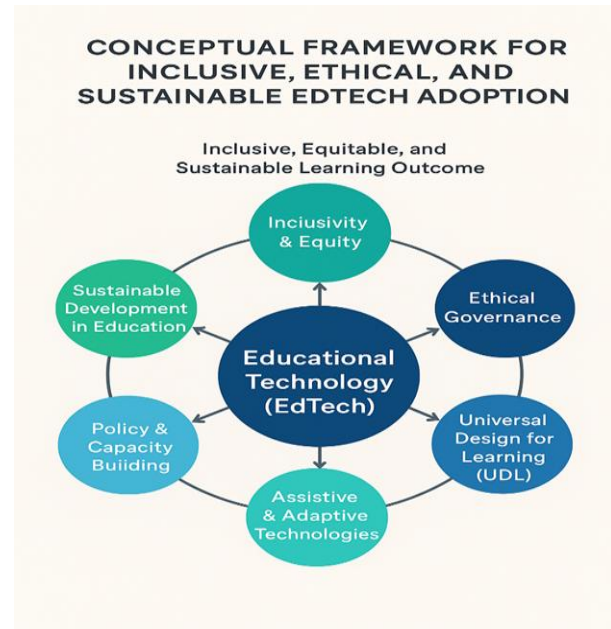 CONCEPTUAL FRAMEWORK FOR
INCLUSIVE, ETHICAL, AND
SUSTAINABLE EDTECH ADOPTION
Inclusive, Equitable, and
Sustainable Learning Outcome
Inciusivity
& Equity
Sustainable
Development
in Education
Ethical
Governance
Educational
Technology
(EdTech)
Policy &
Capacity
Buiiding
Universal
Design for
Learning
(UDL)
Assistive
& Adaptive
Technologies